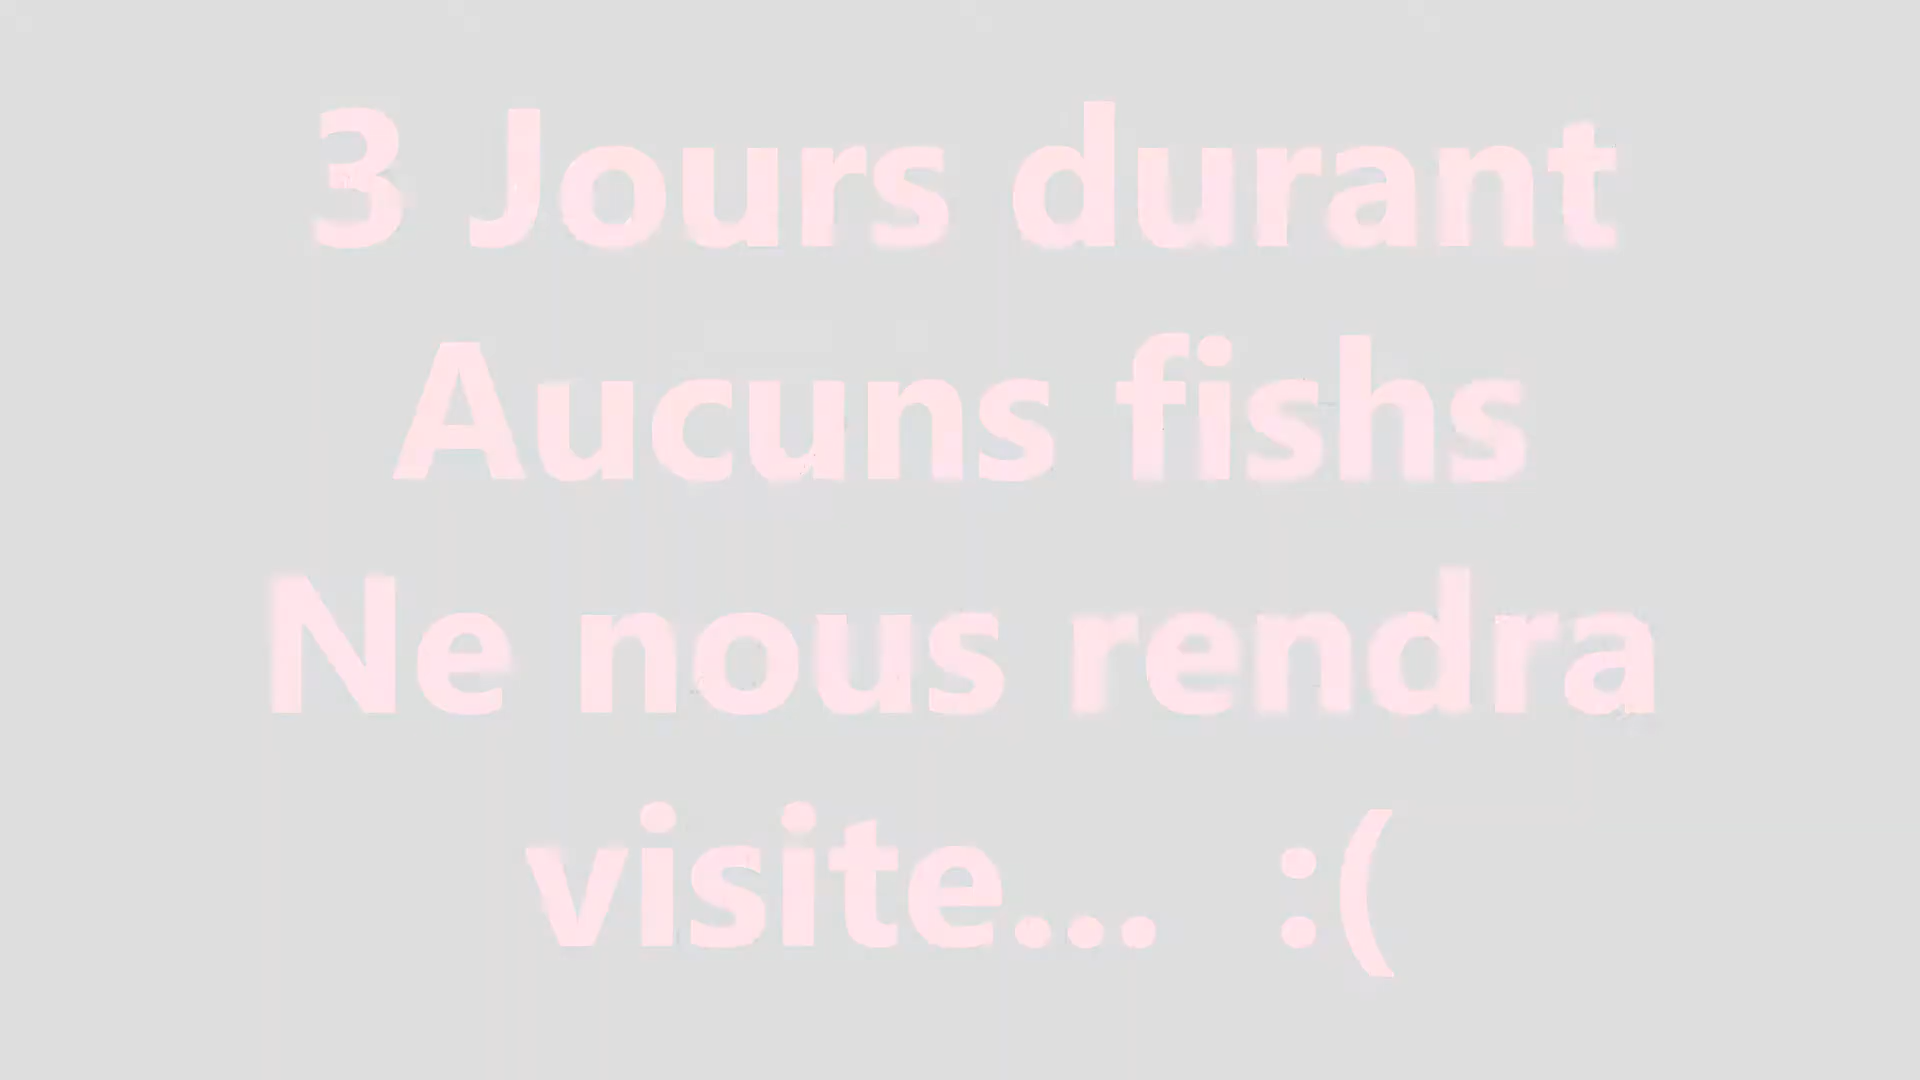 3 Jours durant
Aucuns fishs
Ne nous rendra
visite... :(